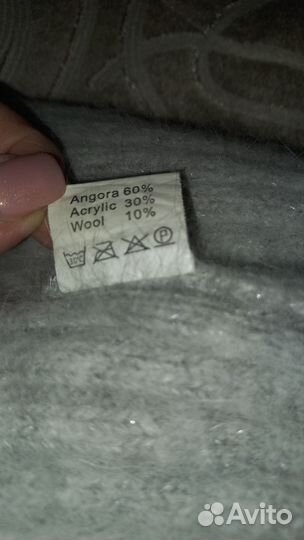 Angora 60%
Acrylic 30%
Wool 10%
30°C
P
Avito